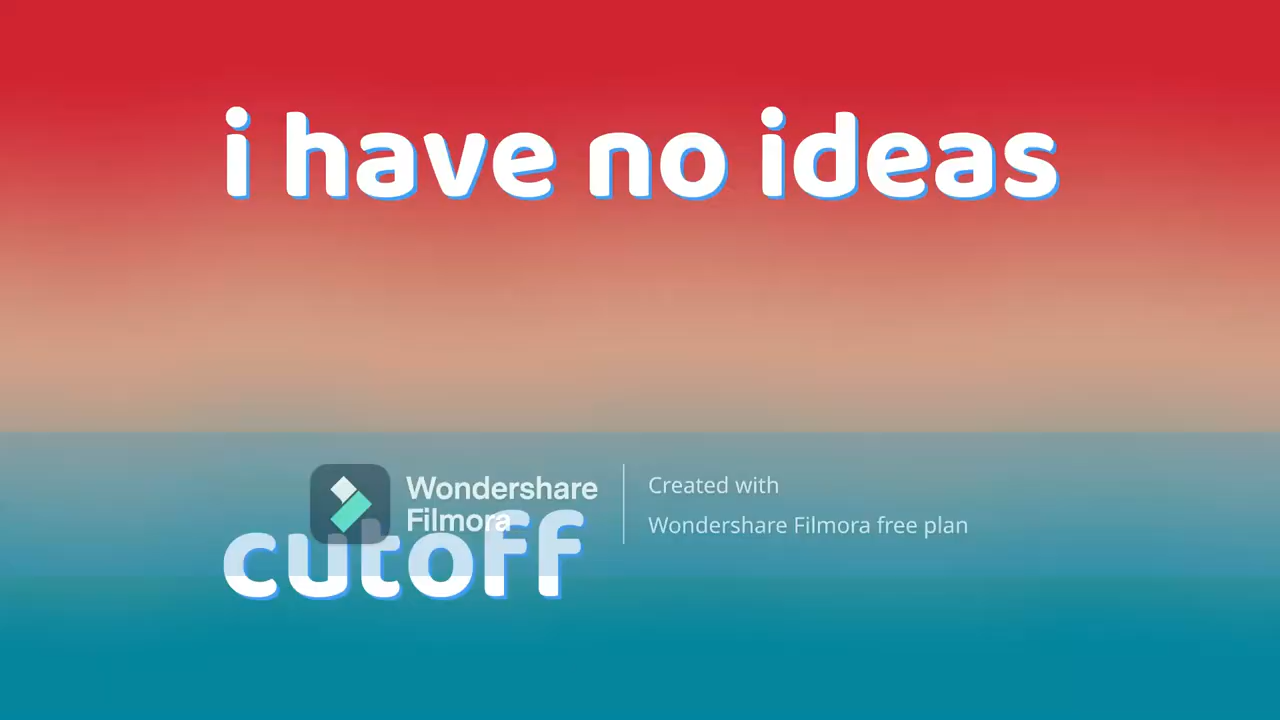 i have no ideas
Wondershare
Filmora
Created with
Wondershare Filmora free plan
cutoff